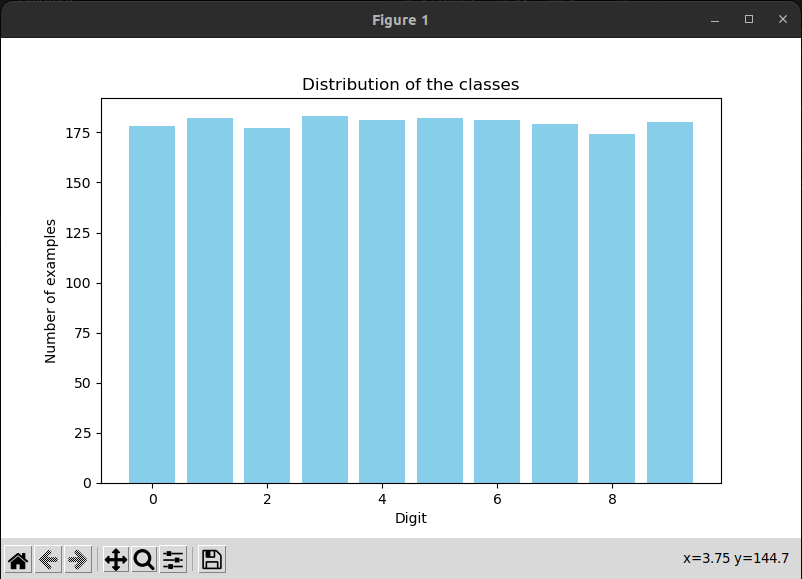 Figure 1
Distribution of the classes
175
150
125
100
75
50
25
0
Number of examples
0 2 4 6 8
Digit
x=3.75 y=144.7